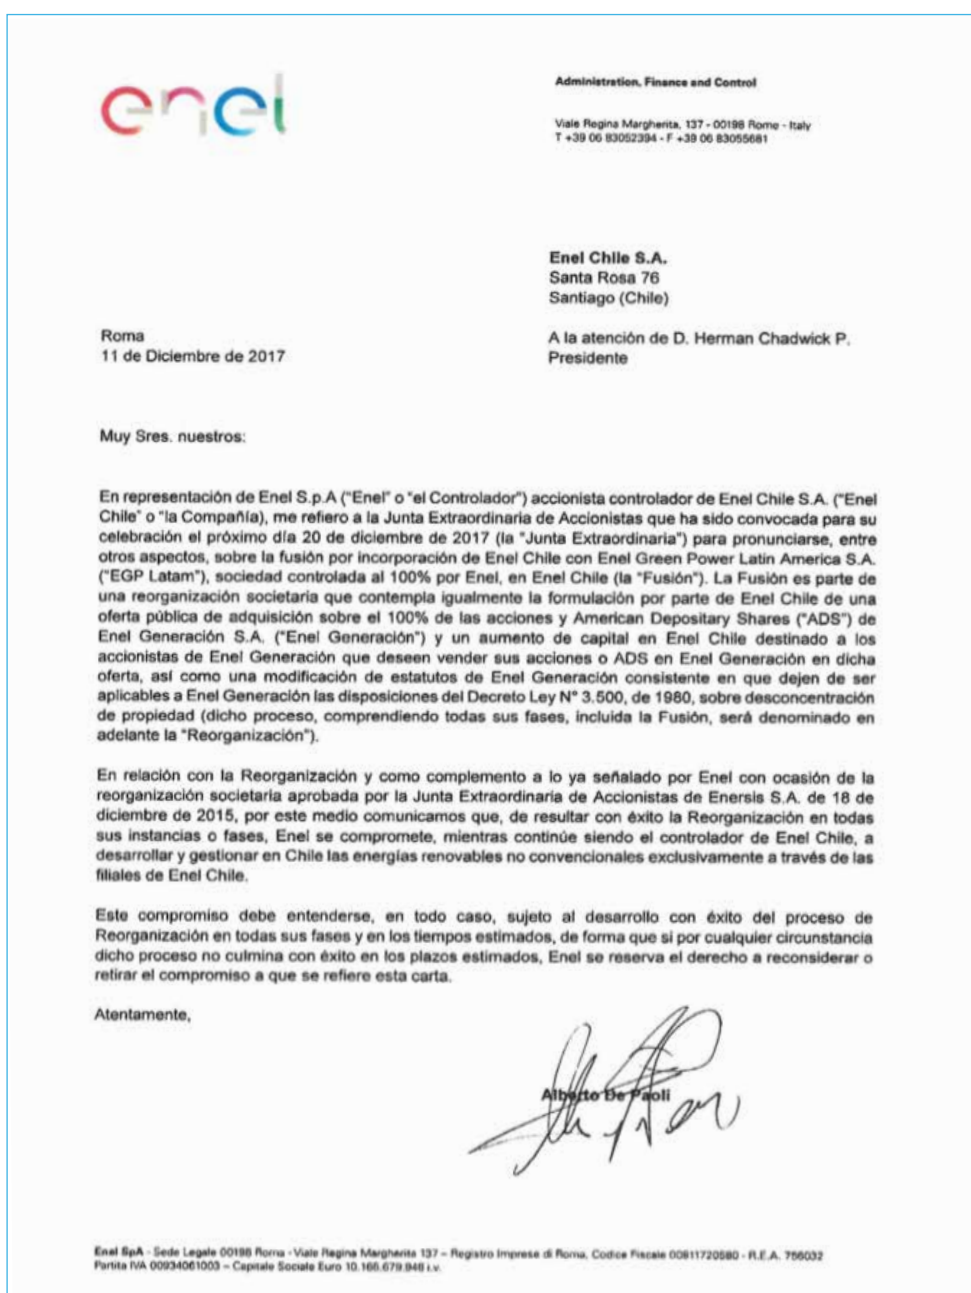 enel
Administration, Finance and Control
Viale Regina Margherita, 137 - 00198 Rome - Italy
T +39 06 83052394 - F +39 06 83055681
Enel Chile S.A.
Santa Rosa 76
Santiago (Chile)
Roma
11 de Diciembre de 2017
A la atención de D. Herman Chadwick P.
Presidente
Muy Sres. nuestros:
En representación de Enel S.p.A ("Enel" o "el Controlador") accionista controlador de Enel Chile S.A. ("Enel
Chile" o "la Compañía), me refiero a la Junta Extraordinaria de Accionistas que ha sido convocada para su
celebración el próximo día 20 de diciembre de 2017 (la "Junta Extraordinaria") para pronunciarse, entre
otros aspectos, sobre la fusión por incorporación de Enel Chile con Enel Green Power Latin America S.A.
("EGP Latam"), sociedad controlada al 100% por Enel, en Enel Chile (la "Fusión"). La Fusión es parte de
una reorganización societaria que contempla igualmente la formulación por parte de Enel Chile de una
oferta pública de adquisición sobre el 100% de las acciones y American Depositary Shares ("ADS") de
Enel Generación S.A. ("Enel Generación") y un aumento de capital en Enel Chile destinado a los
accionistas de Enel Generación que deseen vender sus acciones o ADS en Enel Generación en dicha
oferta, así como una modificación de estatutos de Enel Generación consistente en que dejen de ser
aplicables a Enel Generación las disposiciones del Decreto Ley N° 3.500, de 1980, sobre desconcentración
de propiedad (dicho proceso, comprendiendo todas sus fases, incluida la Fusión, será denominado en
adelante la "Reorganización").
En relación con la Reorganización y como complemento a lo ya señalado por Enel con ocasión de la
reorganización societaria aprobada por la Junta Extraordinaria de Accionistas de Enersis S.A. de 18 de
diciembre de 2015, por este medio comunicamos que, de resultar con éxito la Reorganización en todas
sus instancias o fases, Enel se compromete, mientras continúe siendo el controlador de Enel Chile, a
desarrollar y gestionar en Chile las energías renovables no convencionales exclusivamente a través de las
filiales de Enel Chile.
Este compromiso debe entenderse, en todo caso, sujeto al desarrollo con éxito del proceso de
Reorganización en todas sus fases y en los tiempos estimados, de forma que si por cualquier circunstancia
dicho proceso no culmina con éxito en los plazos estimados, Enel se reserva el derecho a reconsiderar o
retirar el compromiso a que se refiere esta carta.
Atentamente,
Alberto De Paoli
Enel SpA - Sede Legale 00198 Roma - Viale Regina Margherita 137 – Registro Imprese di Roma, Codice Fiscale 00811720580 - R.E.A. 756032
Partita IVA 00934061003 – Capitale Sociale Euro 10.166.679.946 i.v.